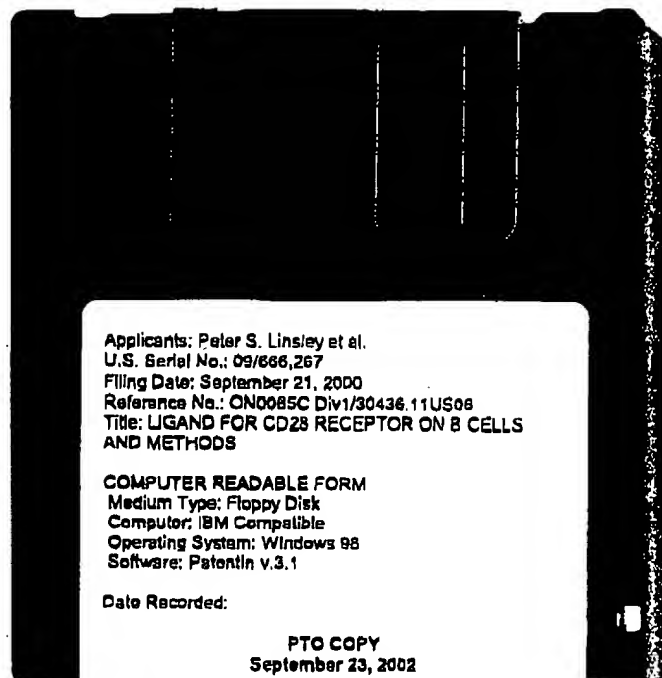 Applicants: Peter S. Linsley et al.
U.S. Serial No.: 09/666,267
Filing Date: September 21, 2000
Reference No.: ON0085C Div1/30436.11US06
Title: LIGAND FOR CD28 RECEPTOR ON B CELLS
AND METHODS
COMPUTER READABLE FORM
Medium Type: Floppy Disk
Computer: IBM Compatible
Operating System: Windows 98
Software: PatentIn v.3.1
Date Recorded:
PTO COPY
September 23, 2002